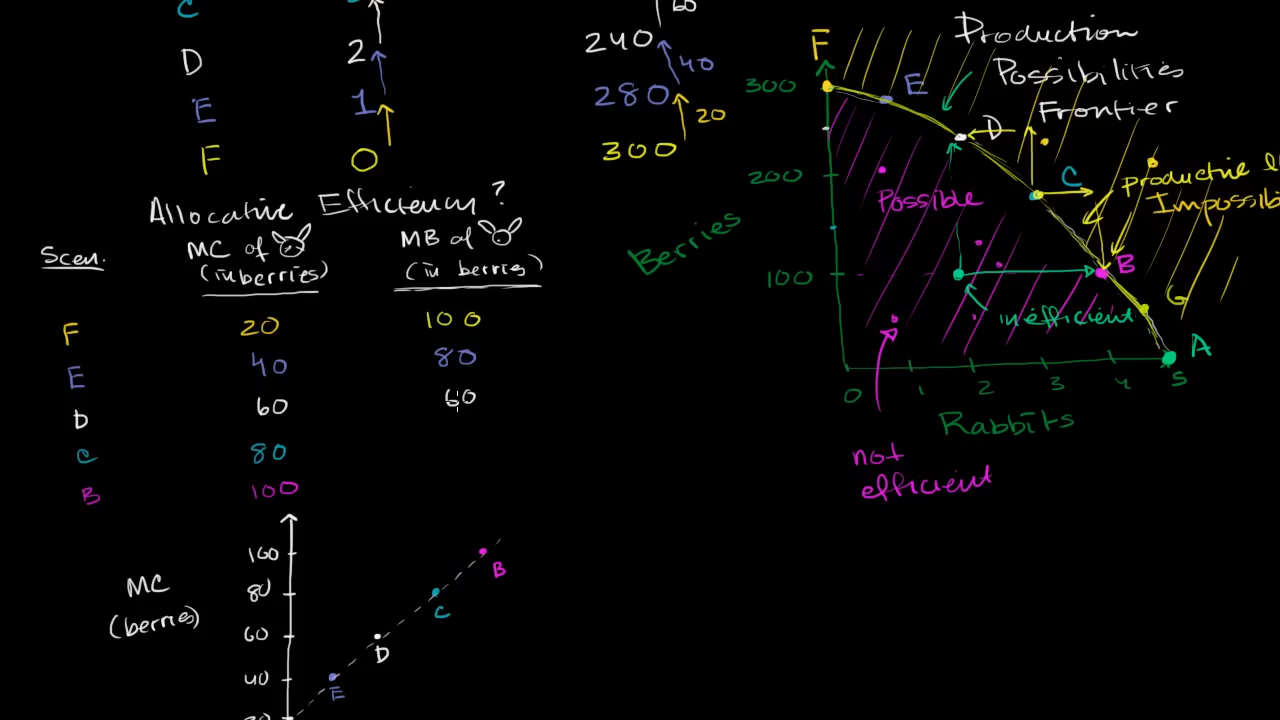 C
60
D 2 240
40
E 1 280
20
F 0 300
Allocative Efficiency?
Scen. MC of MB of
(in berries) (in berries)
F 20 100
E 40 80
D 60 60
C 80
B 100
MC
(berries)
100
80
60
40
B
C
D
E
F
Production
Possibilities
Frontier
300
200
100
Berries
E
D
C
B
G
A
Possible
Productive
Impossib
inefficient
0 1 2 3 4 5
Rabbits
not
efficient